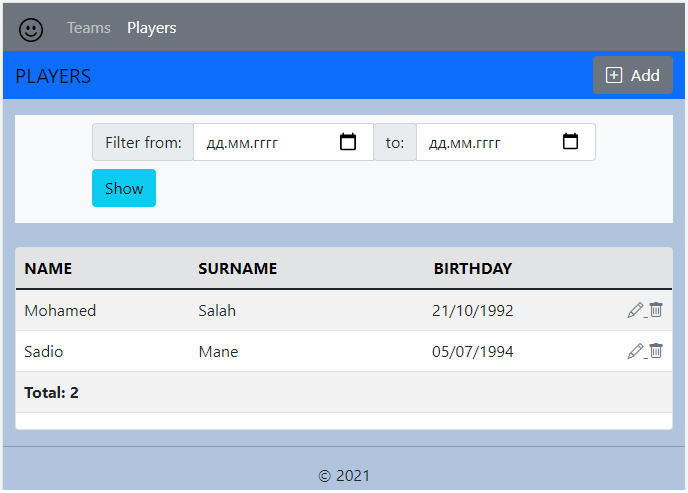 Teams Players
PLAYERS
Add
Filter from: дд.мм.гггг to: дд.мм.гггг
Show
NAME SURNAME BIRTHDAY
Mohamed Salah 21/10/1992
Sadio Mane 05/07/1994
Total: 2
© 2021